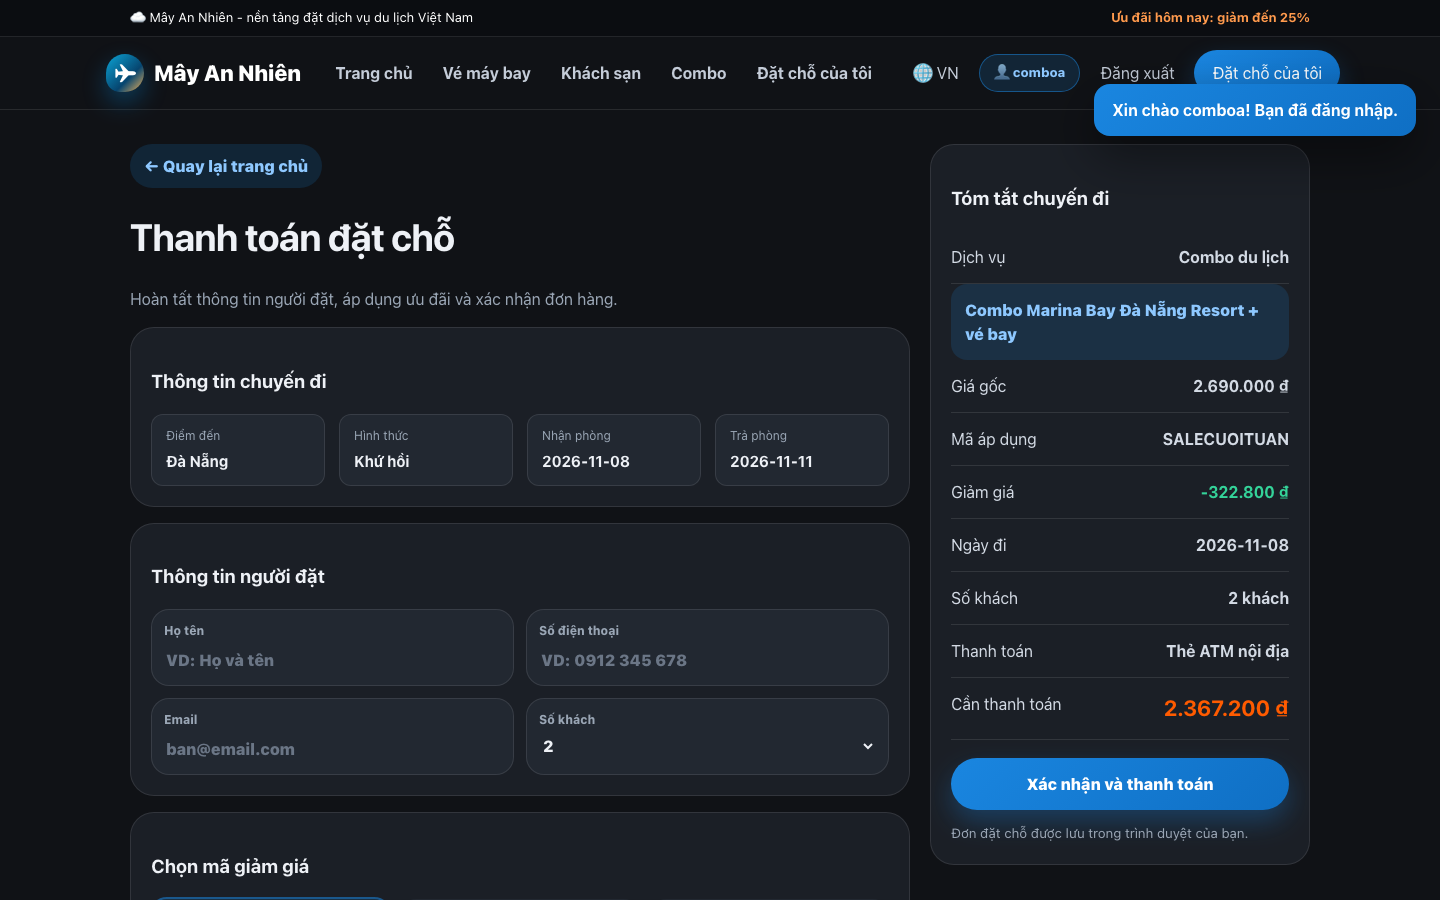 Mây An Nhiên - nền tảng đặt dịch vụ du lịch Việt Nam
Ưu đãi hôm nay: giảm đến 25%
Mây An Nhiên
Trang chủ
Vé máy bay
Khách sạn
Combo
Đặt chỗ của tôi
VN
comboa
Đăng xuất
Đặt chỗ của tôi
Xin chào comboa! Bạn đã đăng nhập.
← Quay lại trang chủ
Thanh toán đặt chỗ
Hoàn tất thông tin người đặt, áp dụng ưu đãi và xác nhận đơn hàng.
Thông tin chuyến đi
Điểm đến
Đà Nẵng
Hình thức
Khứ hồi
Nhận phòng
2026-11-08
Trả phòng
2026-11-11
Thông tin người đặt
Họ tên
VD: Họ và tên
Số điện thoại
VD: 0912 345 678
Email
ban@email.com
Số khách
2
Chọn mã giảm giá
Tóm tắt chuyến đi
Dịch vụ
Combo du lịch
Combo Marina Bay Đà Nẵng Resort +
vé bay
Giá gốc
2.690.000 ₫
Mã áp dụng
SALECUOITUAN
Giảm giá
-322.800 ₫
Ngày đi
2026-11-08
Số khách
2 khách
Thanh toán
Thẻ ATM nội địa
Cần thanh toán
2.367.200 ₫
Xác nhận và thanh toán
Đơn đặt chỗ được lưu trong trình duyệt của bạn.